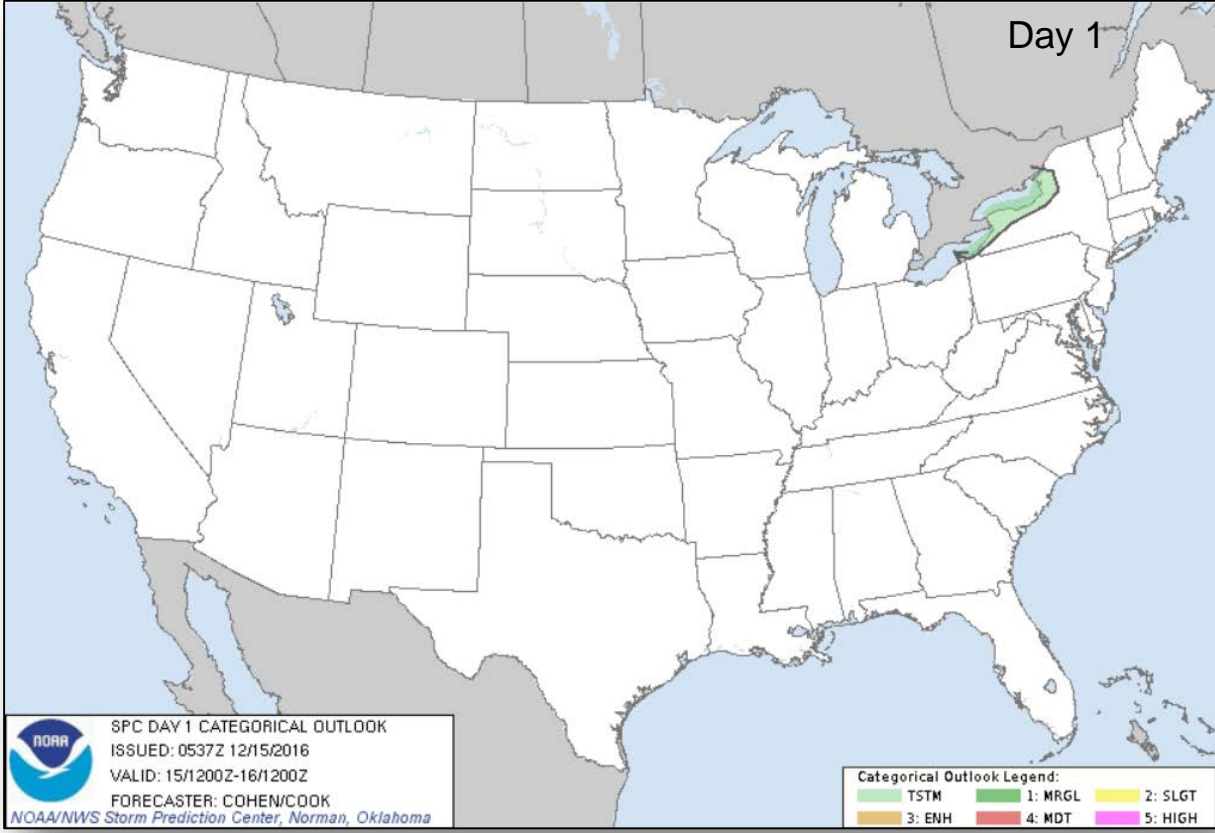 Day 1
NOAA
SPC DAY 1 CATEGORICAL OUTLOOK
ISSUED: 0537Z 12/15/2016
VALID: 15/1200Z-16/1200Z
FORECASTER: COHEN/COOK
NOAA/NWS Storm Prediction Center, Norman, Oklahoma
Categorical Outlook Legend:
TSTM 1: MRGL 2: SLGT
3: ENH 4: MDT 5: HIGH